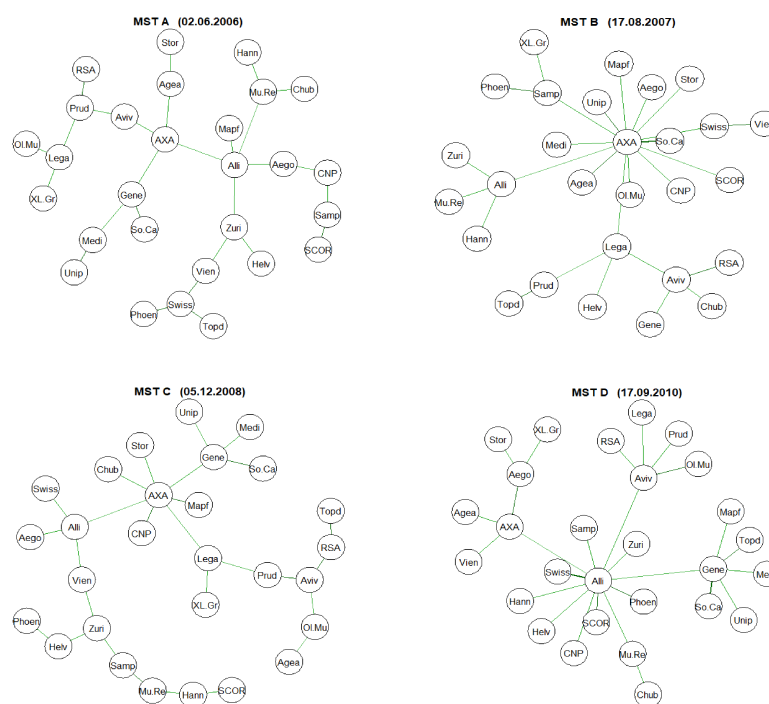 MST A (02.06.2006)
Stor
Hann
RSA
Agea
Mu.Re
Chub
Prud
Aviv
Mapf
AXA
Ol.Mu
Lega
Alli
Aego
CNP
XL.Gr
Gene
Samp
So.Ca
Zuri
Medi
SCOR
Unip
Vien
Helv
Swiss
Phoen
Topd
MST B (17.08.2007)
XL.Gr
Mapf
Stor
Phoen
Samp
Aego
Unip
Swiss
Vie
Medi
AXA
So.Ca
Zuri
Alli
Agea
SCOR
CNP
Mu.Re
Ol.Mu
Hann
Lega
RSA
Prud
Aviv
Topd
Helv
Chub
Gene
MST C (05.12.2008)
Unip
Medi
Stor
Gene
So.Ca
Chub
Swiss
AXA
Mapf
Topd
Aego
Alli
CNP
RSA
Lega
Vien
Prud
Aviv
XL.Gr
Phoen
Zuri
Ol.Mu
Helv
Samp
Agea
Mu.Re
Hann
SCOR
MST D (17.09.2010)
Lega
XL.Gr
Stor
RSA
Prud
Aego
Aviv
Ol.Mu
Agea
AXA
Samp
Mapf
Zuri
Topd
Vien
Swiss
Alli
Gene
Me
Hann
Phoen
So.Ca
Helv
SCOR
Unip
CNP
Mu.Re
Chub